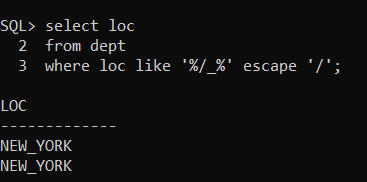 SQL> select loc
  2  from dept
  3  where loc like '%/_%' escape '/';
LOC
-------------
NEW_YORK
NEW_YORK